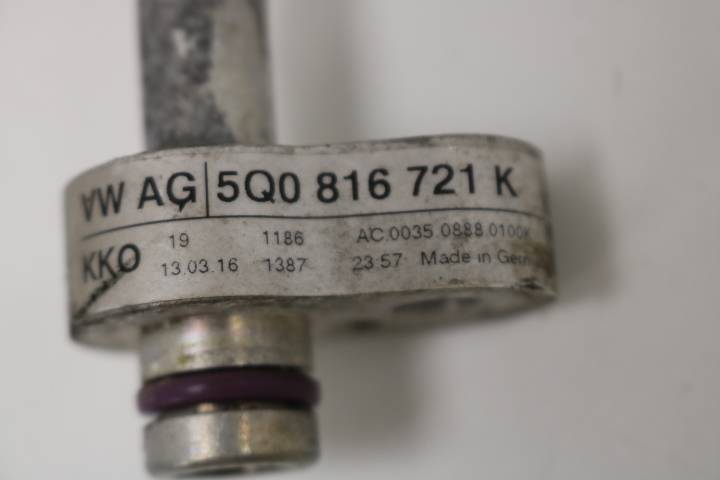 VW AG 5Q0 816 721 K
KKO 19 1186 AC.0035.0888.0100
13.03.16 1387 23:57 Made in